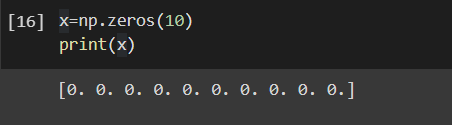 [16] x=np.zeros(10)
print(x)
[0. 0. 0. 0. 0. 0. 0. 0. 0. 0.]